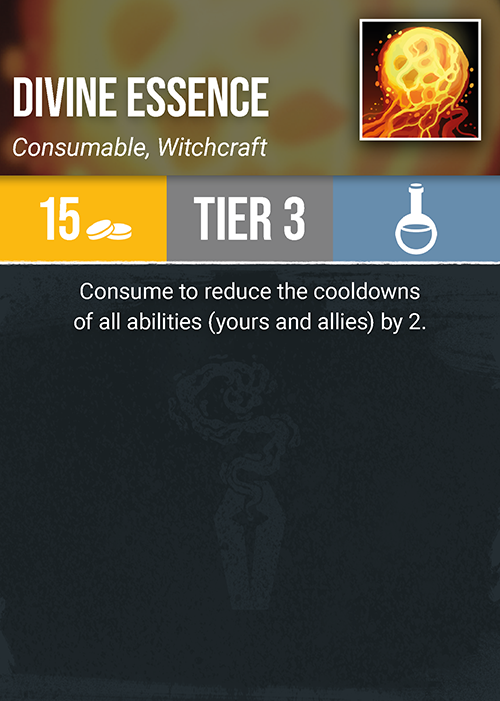 DIVINE ESSENCE
Consumable, Witchcraft
15
TIER 3
Consume to reduce the cooldowns
of all abilities (yours and allies) by 2.